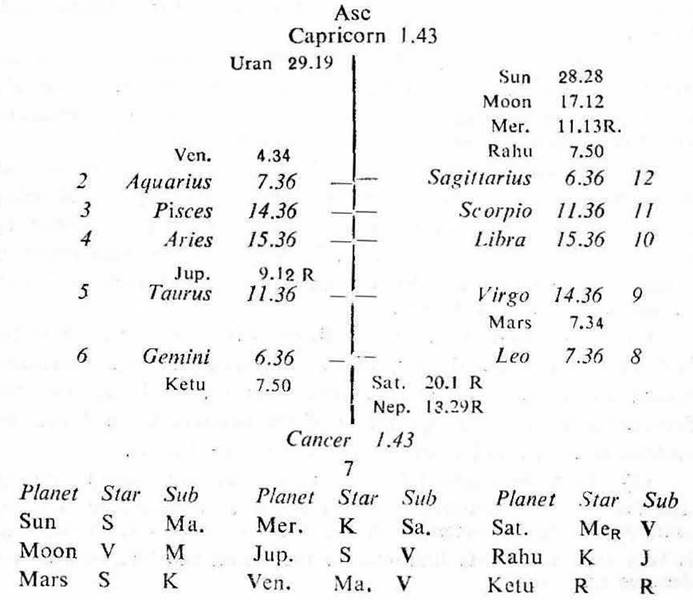 Asc
Capricorn 1.43
Uran 29.19
Sun 28.28
Moon 17.12
Mer. 11.13R.
Rahu 7.50
Ven. 4.34
2 Aquarius 7.36 Sagittarius 6.36 12
3 Pisces 14.36 Scorpio 11.36 11
4 Aries 15.36 Libra 15.36 10
Jup. 9.12 R
5 Taurus 11.36 Virgo 14.36 9
Mars 7.34
6 Gemini 6.36 Leo 7.36 8
Ketu 7.50 Sat. 20.1 R
Nep. 13.29R
Cancer 1.43
7
Planet Star Sub Planet Star Sub Planet Star Sub
Sun S Ma. Mer. K Sa. Sat. MeR V
Moon V M Jup. S V Rahu K J
Mars S K Ven. Ma. V Ketu R R